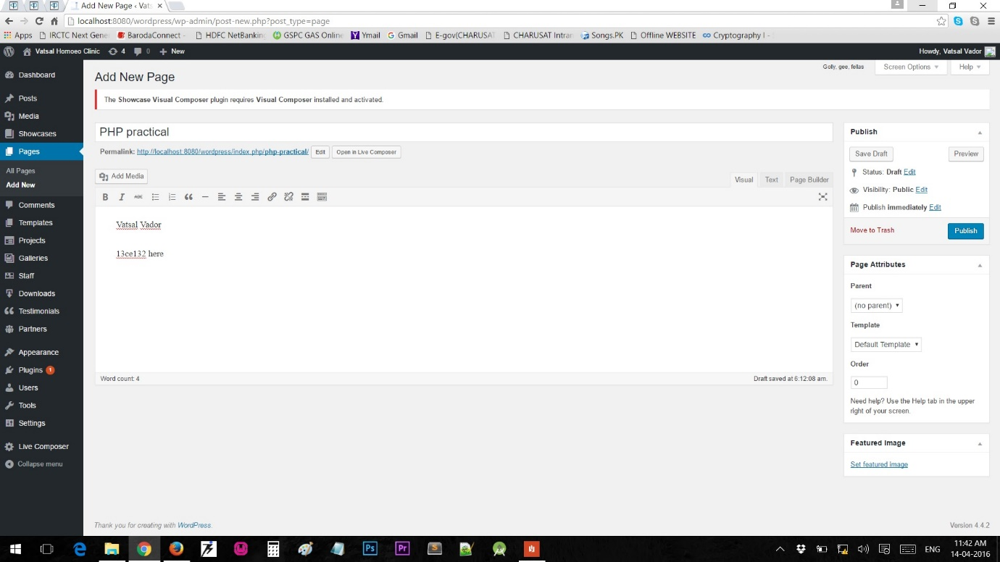 Add New Page ‹ Vats
localhost:8080/wordpress/wp-admin/post-new.php?post_type=page
Apps IRCTC Next Gene BarodaConnect - HDFC NetBanking GSPC GAS Online Ymail Gmail E-gov(CHARUSAT CHARUSAT Intran Songs.PK Offline WEBSITE Cryptography I -
Vatsal Homoeo Clinic 4 0 New Howdy, Vatsal Vador
Golly, gee, fellas Screen Options Help
Dashboard
Posts
Media
Showcases
Pages
All Pages
Add New
Comments
Templates
Projects
Galleries
Staff
Downloads
Testimonials
Partners
Appearance
Plugins 1
Users
Tools
Settings
Live Composer
Collapse menu
Add New Page
The Showcase Visual Composer plugin requires Visual Composer installed and activated.
PHP practical
Permalink: http://localhost:8080/wordpress/index.php/php-practical/ Edit Open in Live Composer
Add Media
Visual Text Page Builder
B I ABC
Vatsal Vador
13ce132 here
Word count: 4 Draft saved at 6:12:08 am.
Publish
Save Draft Preview
Status: Draft Edit
Visibility: Public Edit
Publish immediately Edit
Move to Trash Publish
Page Attributes
Parent
(no parent)
Template
Default Template
Order
0
Need help? Use the Help tab in the upper
right of your screen.
Featured Image
Set featured image
Thank you for creating with WordPress. Version 4.4.2
Ps Pr S ENG 11:42 AM
14-04-2016